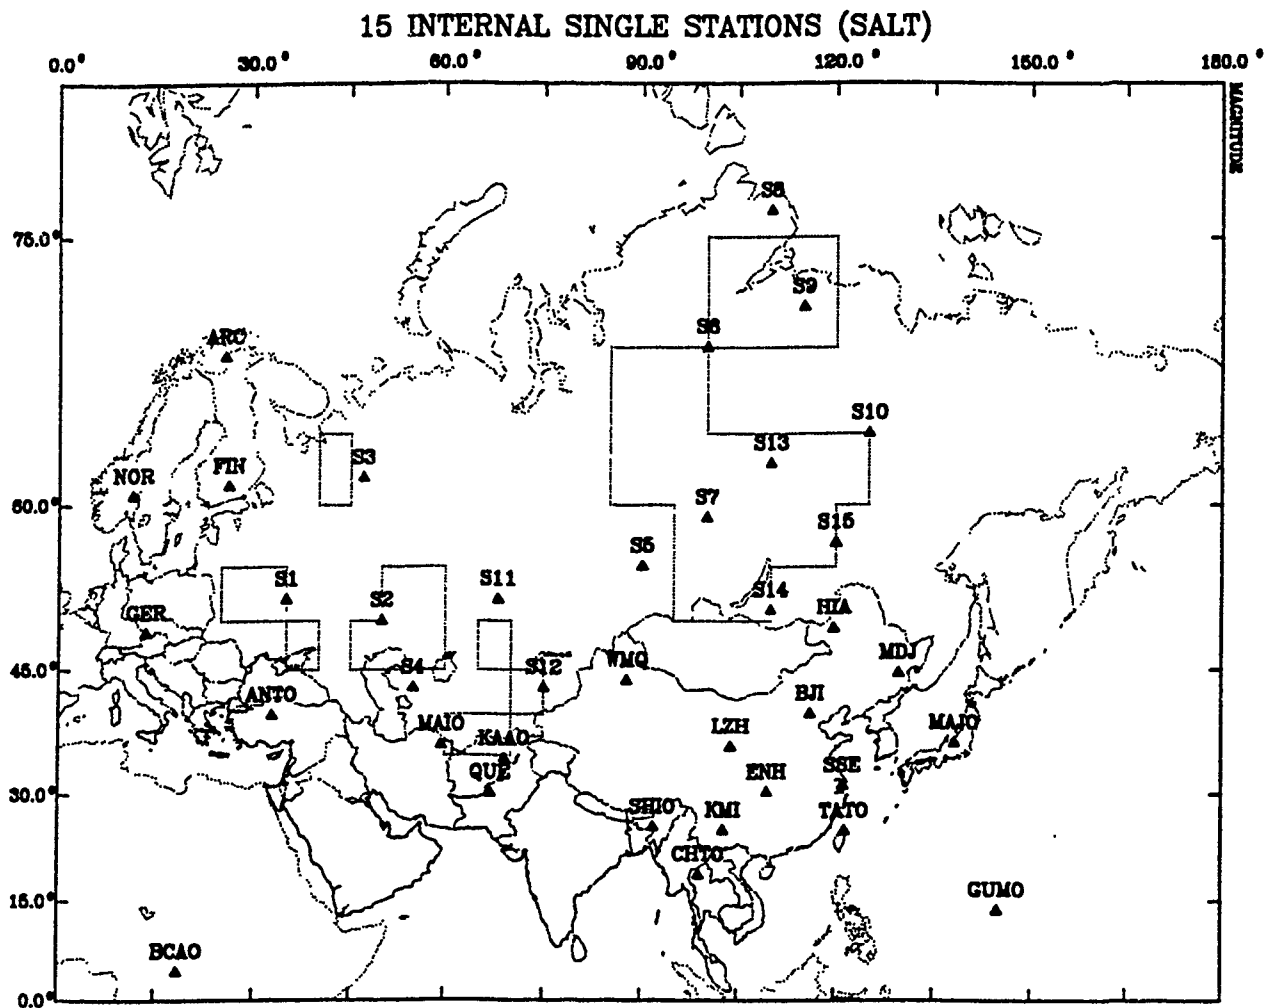 15 INTERNAL SINGLE STATIONS (SALT)
0.0° 30.0° 60.0° 90.0° 120.0° 150.0° 180.0°
MAGNITUDE
S8
75.0°
S9
S6
ARC
S10
S13
S3
FIN
NOR
S7
60.0°
S15
S5
S1
S11
S14
S2
HIA
GER
MDJ
WMQ
S12
S4
45.0°
ANTO
BJI
MAIO
LZH
MAJO
KAAO
QUE
ENH
SSE
30.0°
SHIO
KMI
TATO
CHTO
15.0°
GUMO
BCAO
0.0°